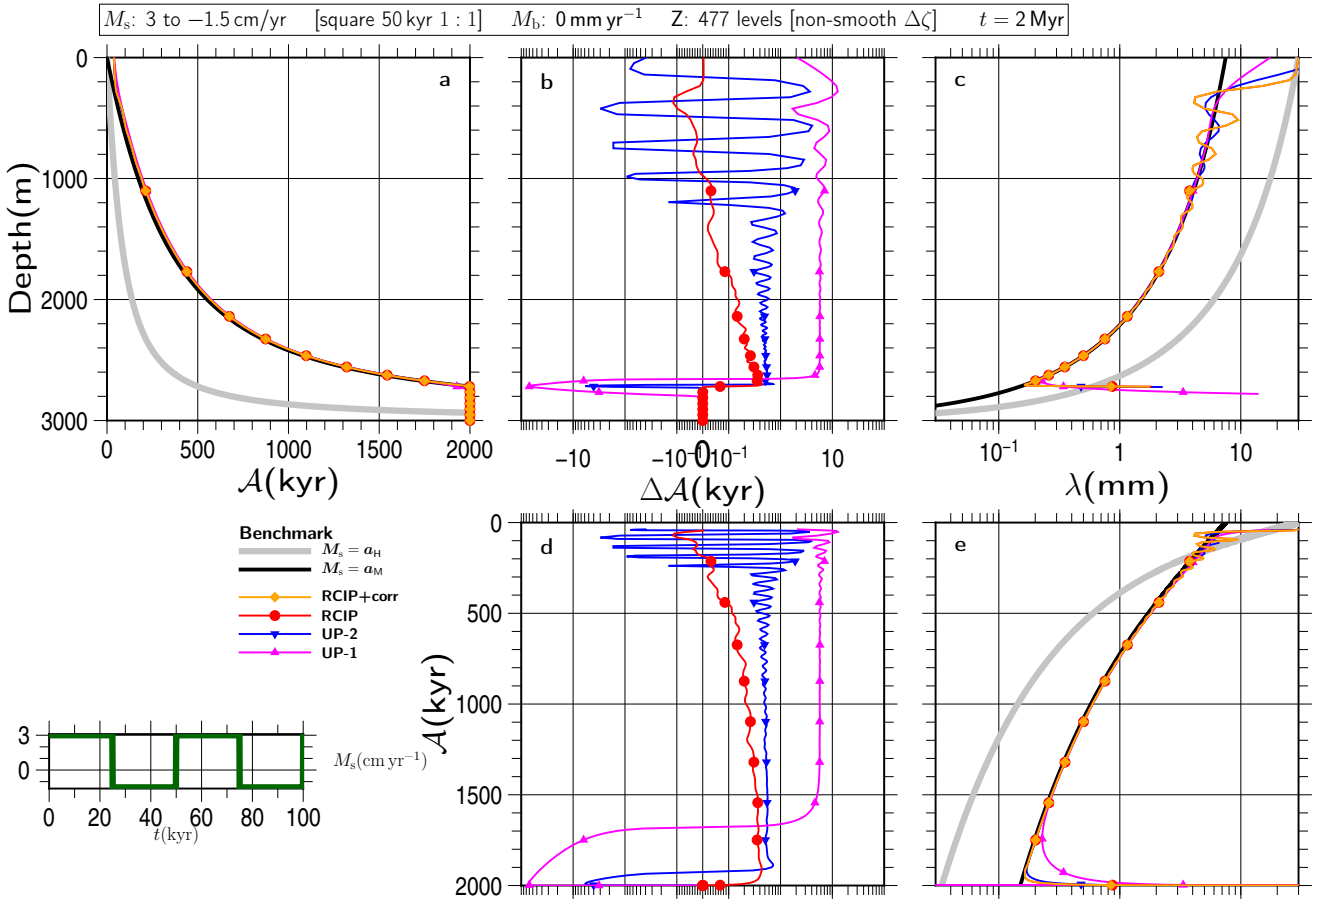 Mₛ: 3 to −1.5 cm/yr [square 50 kyr 1 : 1] M_b: 0 mm yr⁻¹ Z: 477 levels [non-smooth Δζ] t = 2 Myr
a
0
1000
2000
3000
Depth(m)
0 500 1000 1500 2000
𝒜(kyr)
b
−10 −10⁻¹ 0 10⁻¹ 10
Δ𝒜(kyr)
c
10⁻¹ 1 10
λ(mm)
Benchmark
Mₛ = a_H
Mₛ = a_M
RCIP+corr
RCIP
UP-2
UP-1
3
0
Mₛ(cm yr⁻¹)
0 20 40 60 80 100
t(kyr)
d
0
500
1000
1500
2000
𝒜(kyr)
e